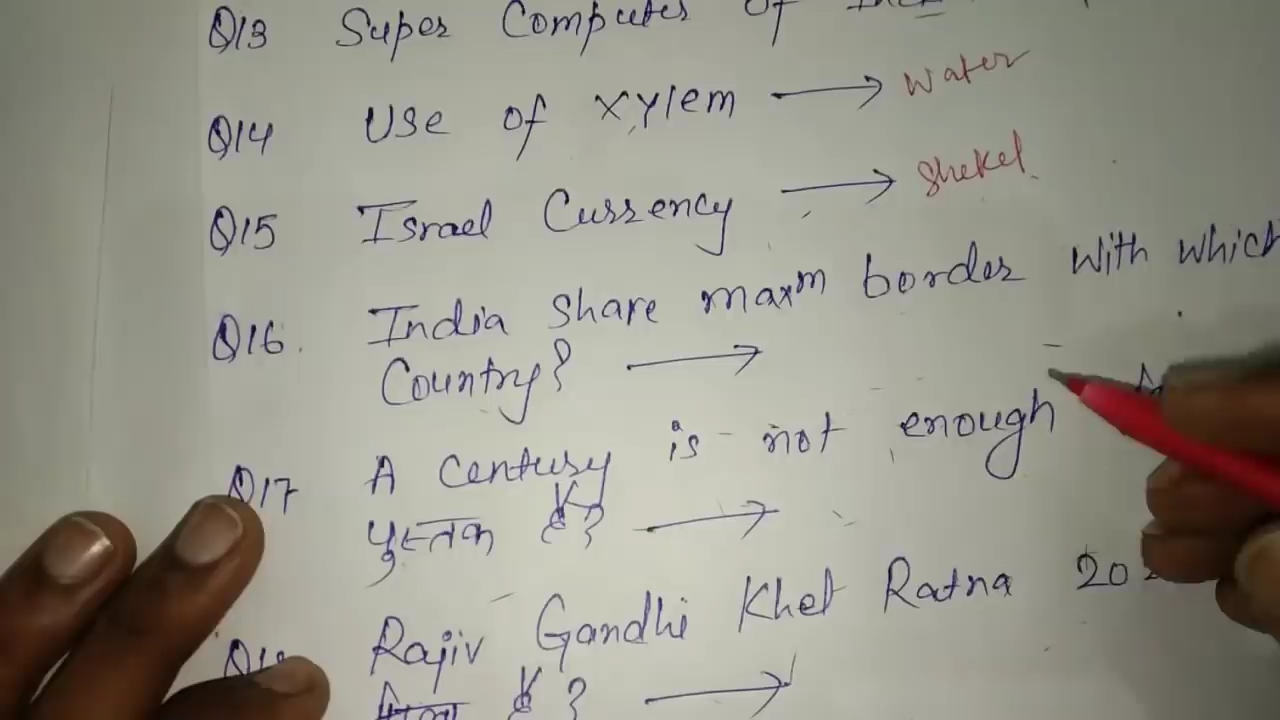 Q13 Super Computer of
Q14 Use of Xylem → Water
Q15 Israel Currency → Shekel
Q16. India Share maxm border with which
Country? →
Q17 A Century is not enough
पुस्तक है? →
Rajiv Gandhi Khel Ratna
है? →